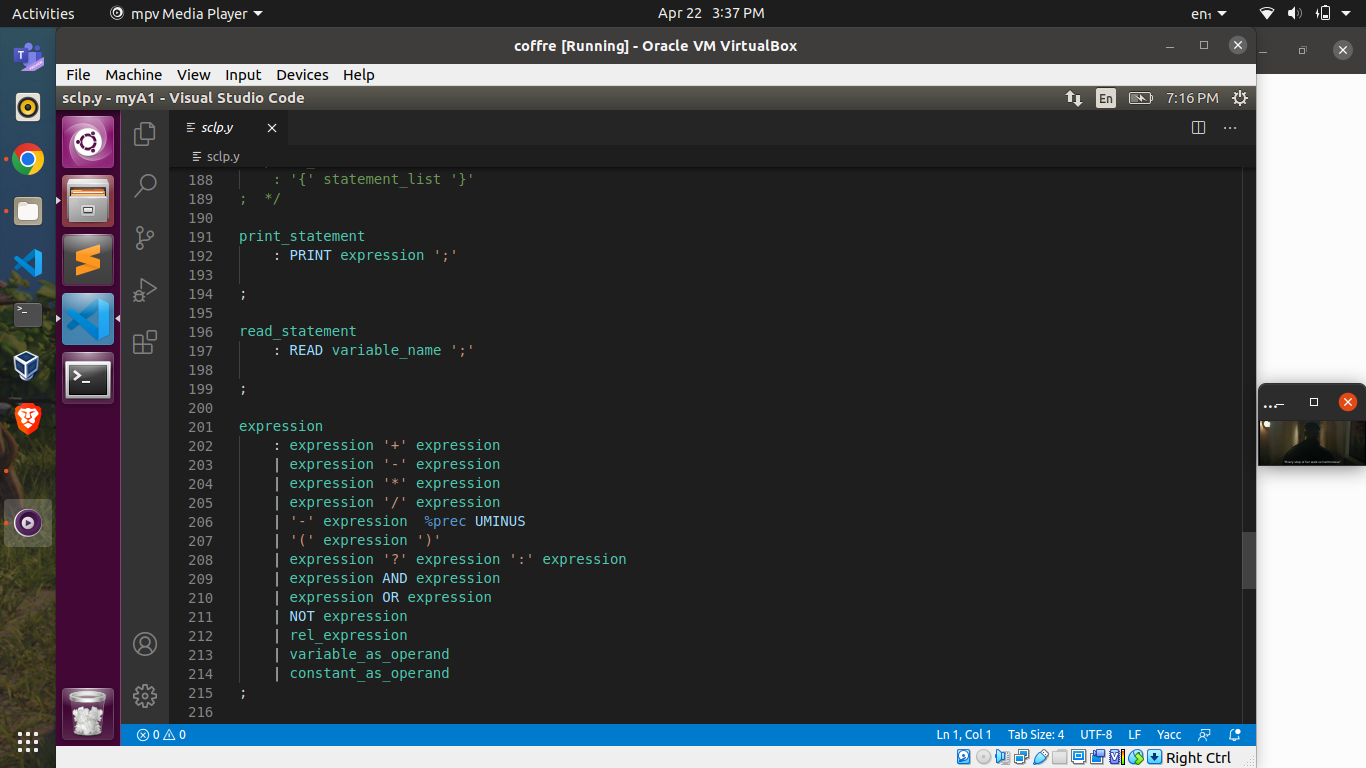 Activities mpv Media Player Apr 22 3:37 PM en₁
coffre [Running] - Oracle VM VirtualBox
File Machine View Input Devices Help
sclp.y - myA1 - Visual Studio Code En 7:16 PM
sclp.y
sclp.y
188 : '{' statement_list '}'
189 ; */
190
191 print_statement
192 : PRINT expression ';'
193
194 ;
195
196 read_statement
197 : READ variable_name ';'
198
199 ;
200
201 expression
202 : expression '+' expression
203 | expression '-' expression
204 | expression '*' expression
205 | expression '/' expression
206 | '-' expression %prec UMINUS
207 | '(' expression ')'
208 | expression '?' expression ':' expression
209 | expression AND expression
210 | expression OR expression
211 | NOT expression
212 | rel_expression
213 | variable_as_operand
214 | constant_as_operand
215 ;
216
0 0 Ln 1, Col 1 Tab Size: 4 UTF-8 LF Yacc
Right Ctrl